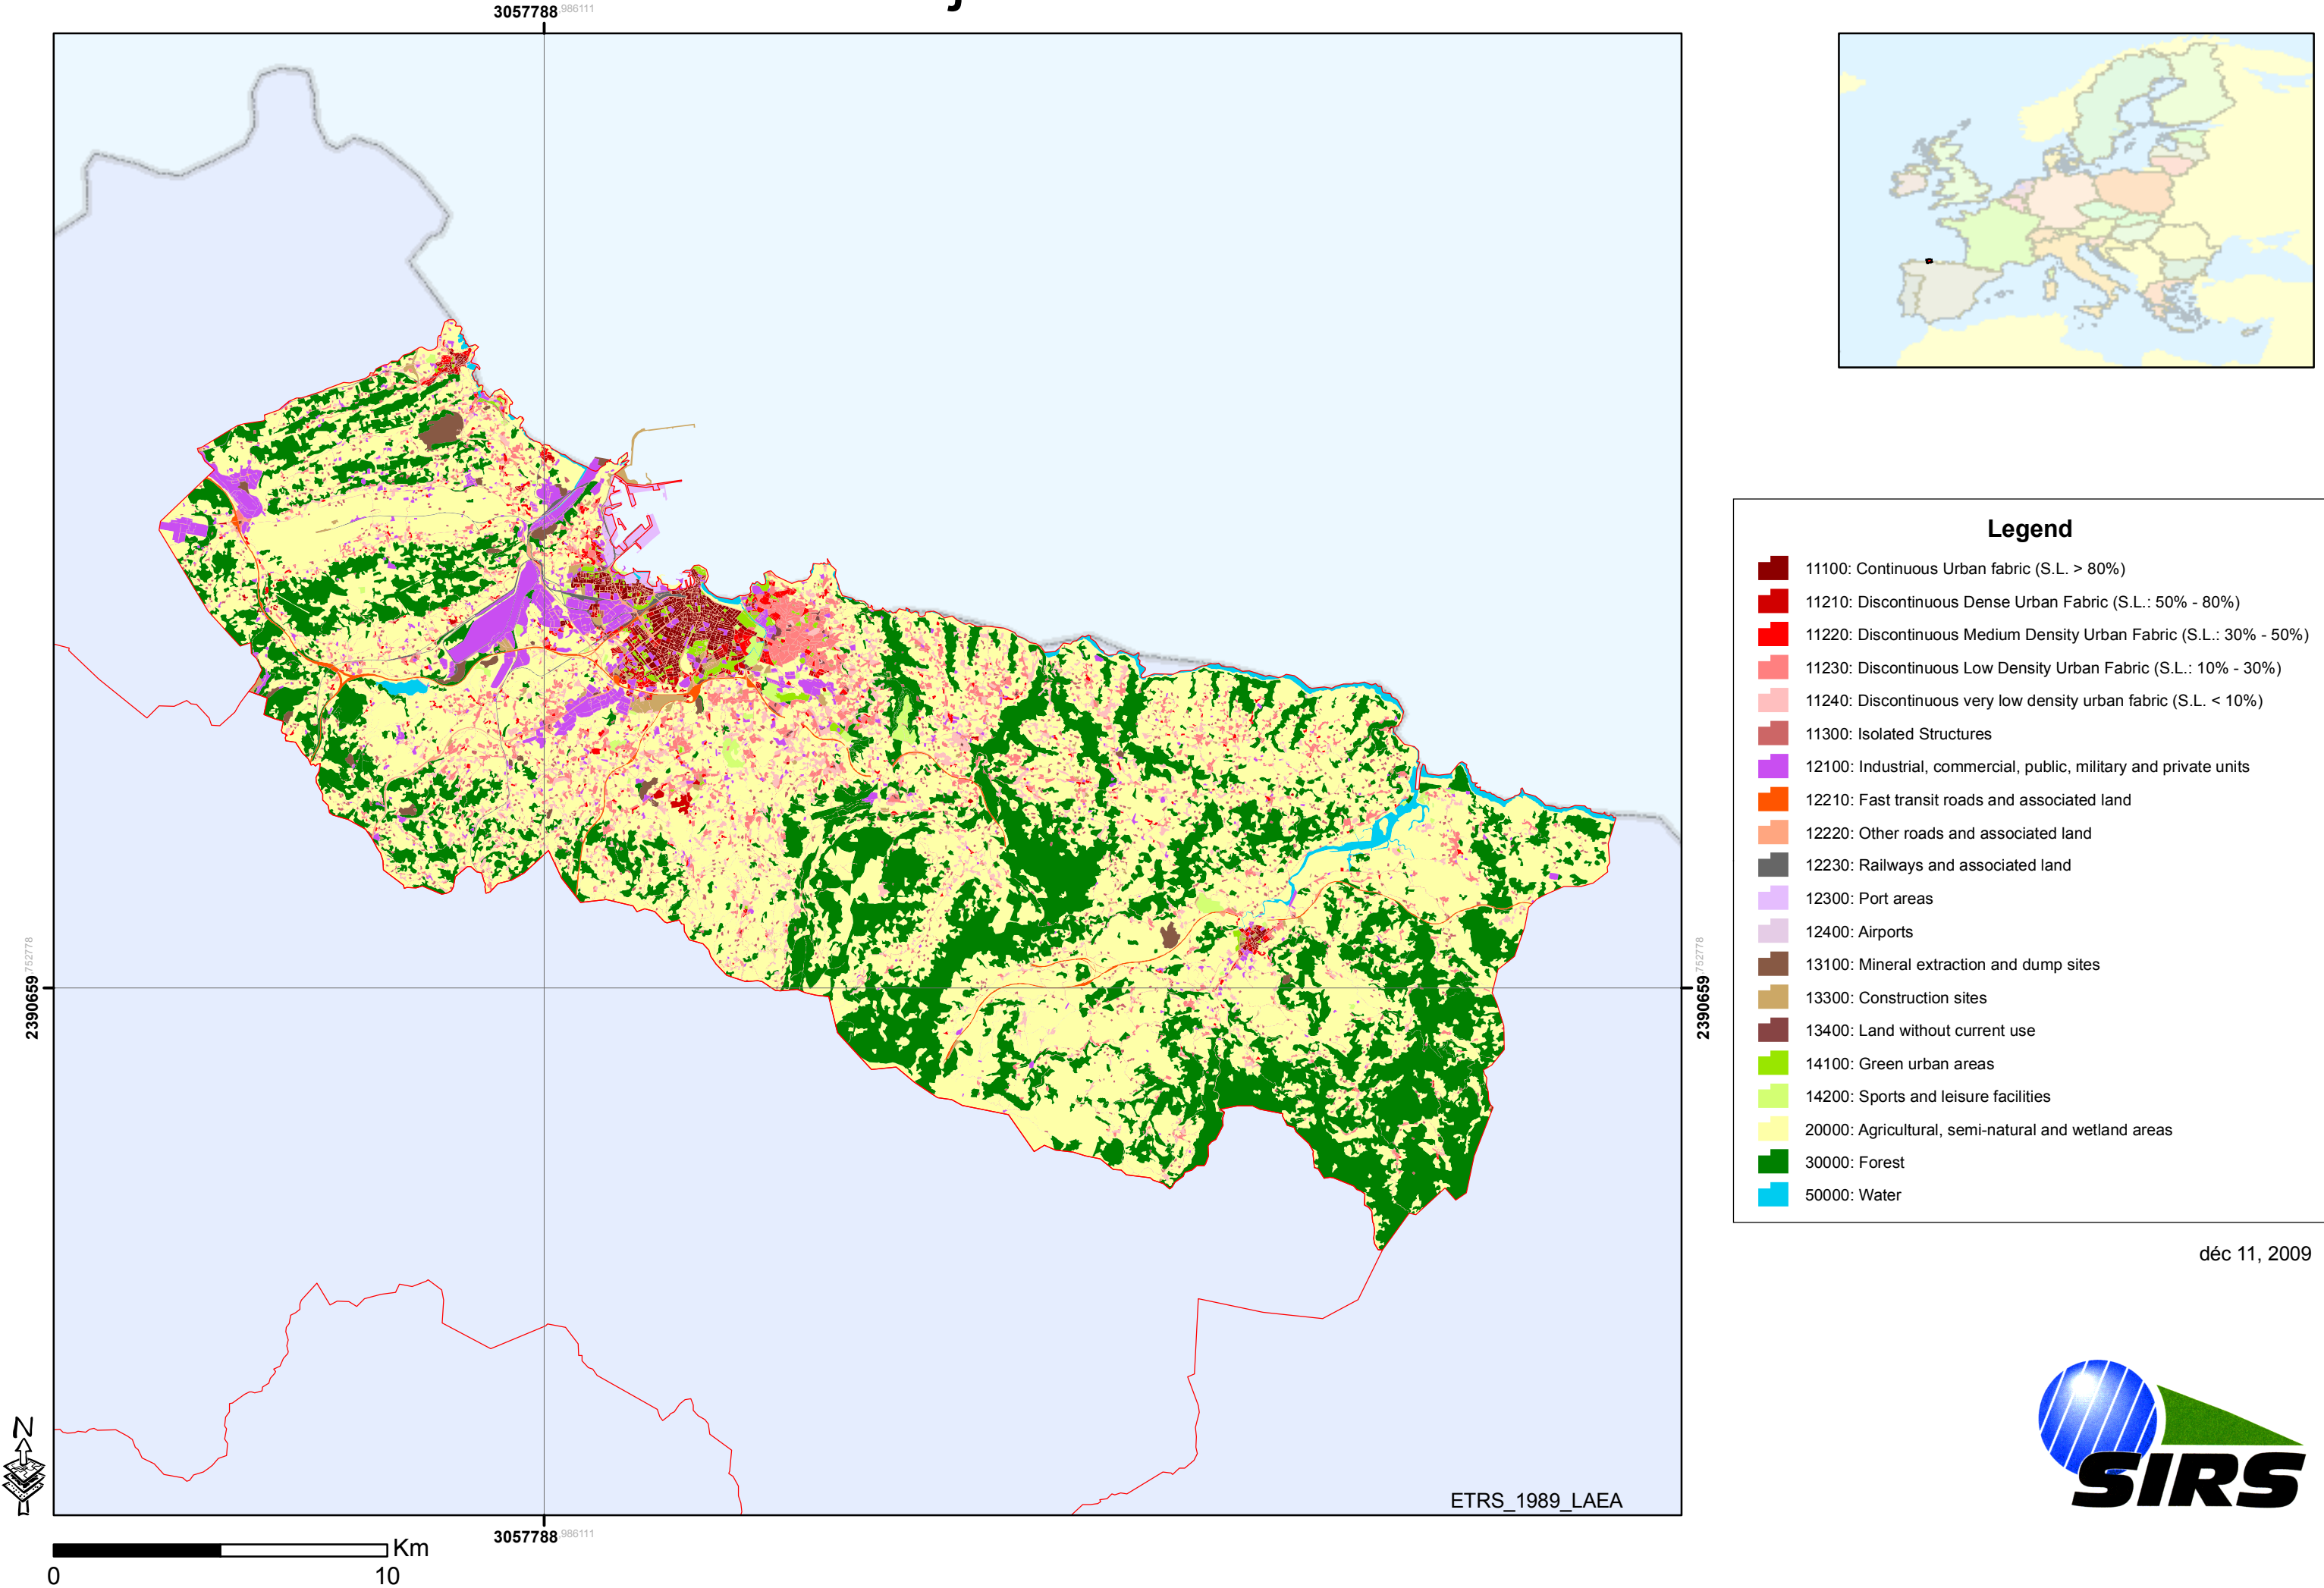 3057788 .986111
2390659 .752778
2390659 .752778
3057788 .986111
ETRS_1989_LAEA
N
Km
0 10
Legend
11100: Continuous Urban fabric (S.L. > 80%)
11210: Discontinuous Dense Urban Fabric (S.L.: 50% - 80%)
11220: Discontinuous Medium Density Urban Fabric (S.L.: 30% - 50%)
11230: Discontinuous Low Density Urban Fabric (S.L.: 10% - 30%)
11240: Discontinuous very low density urban fabric (S.L. < 10%)
11300: Isolated Structures
12100: Industrial, commercial, public, military and private units
12210: Fast transit roads and associated land
12220: Other roads and associated land
12230: Railways and associated land
12300: Port areas
12400: Airports
13100: Mineral extraction and dump sites
13300: Construction sites
13400: Land without current use
14100: Green urban areas
14200: Sports and leisure facilities
20000: Agricultural, semi-natural and wetland areas
30000: Forest
50000: Water
déc 11, 2009
SIRS